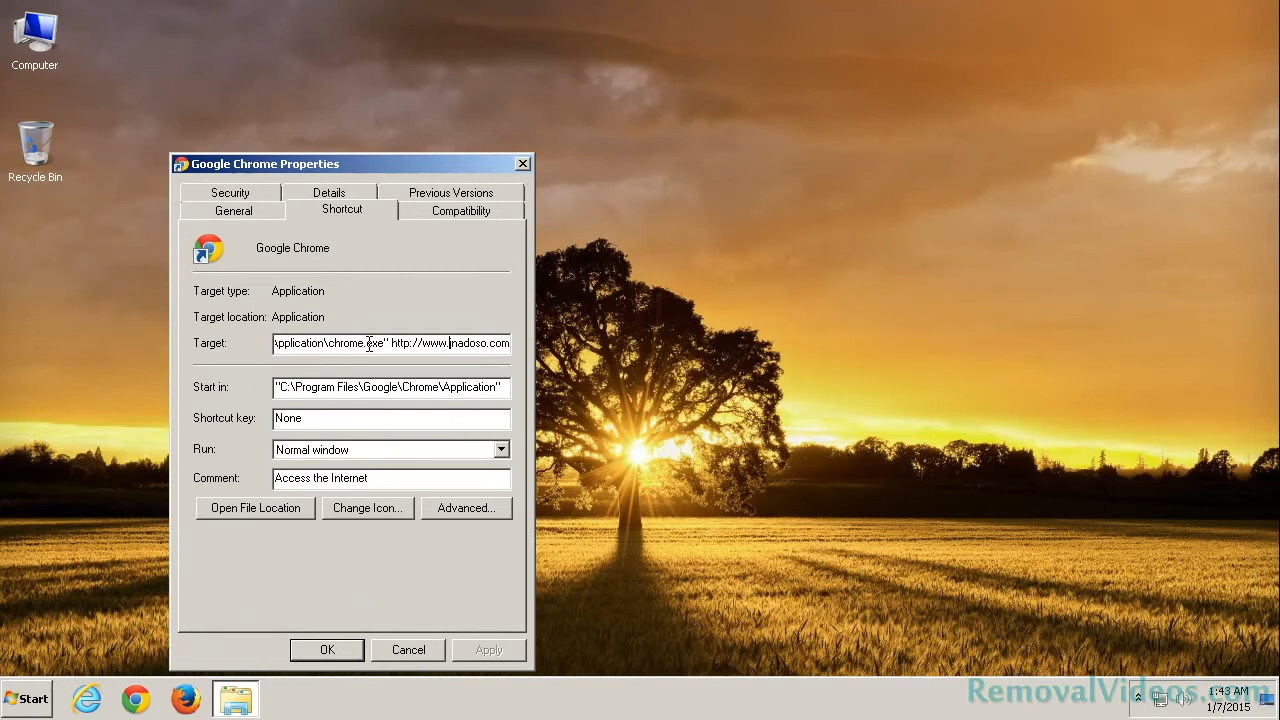 Computer
Recycle Bin
Google Chrome Properties
Security Details Previous Versions
General Shortcut Compatibility
Google Chrome
Target type: Application
Target location: Application
Target: pplication\chrome.exe" http://www.jnadoso.com
Start in: "C:\Program Files\Google\Chrome\Application"
Shortcut key: None
Run: Normal window
Comment: Access the Internet
Open File Location Change Icon... Advanced...
OK Cancel Apply
Start
RemovalVideos.com
1:43 AM
1/7/2015